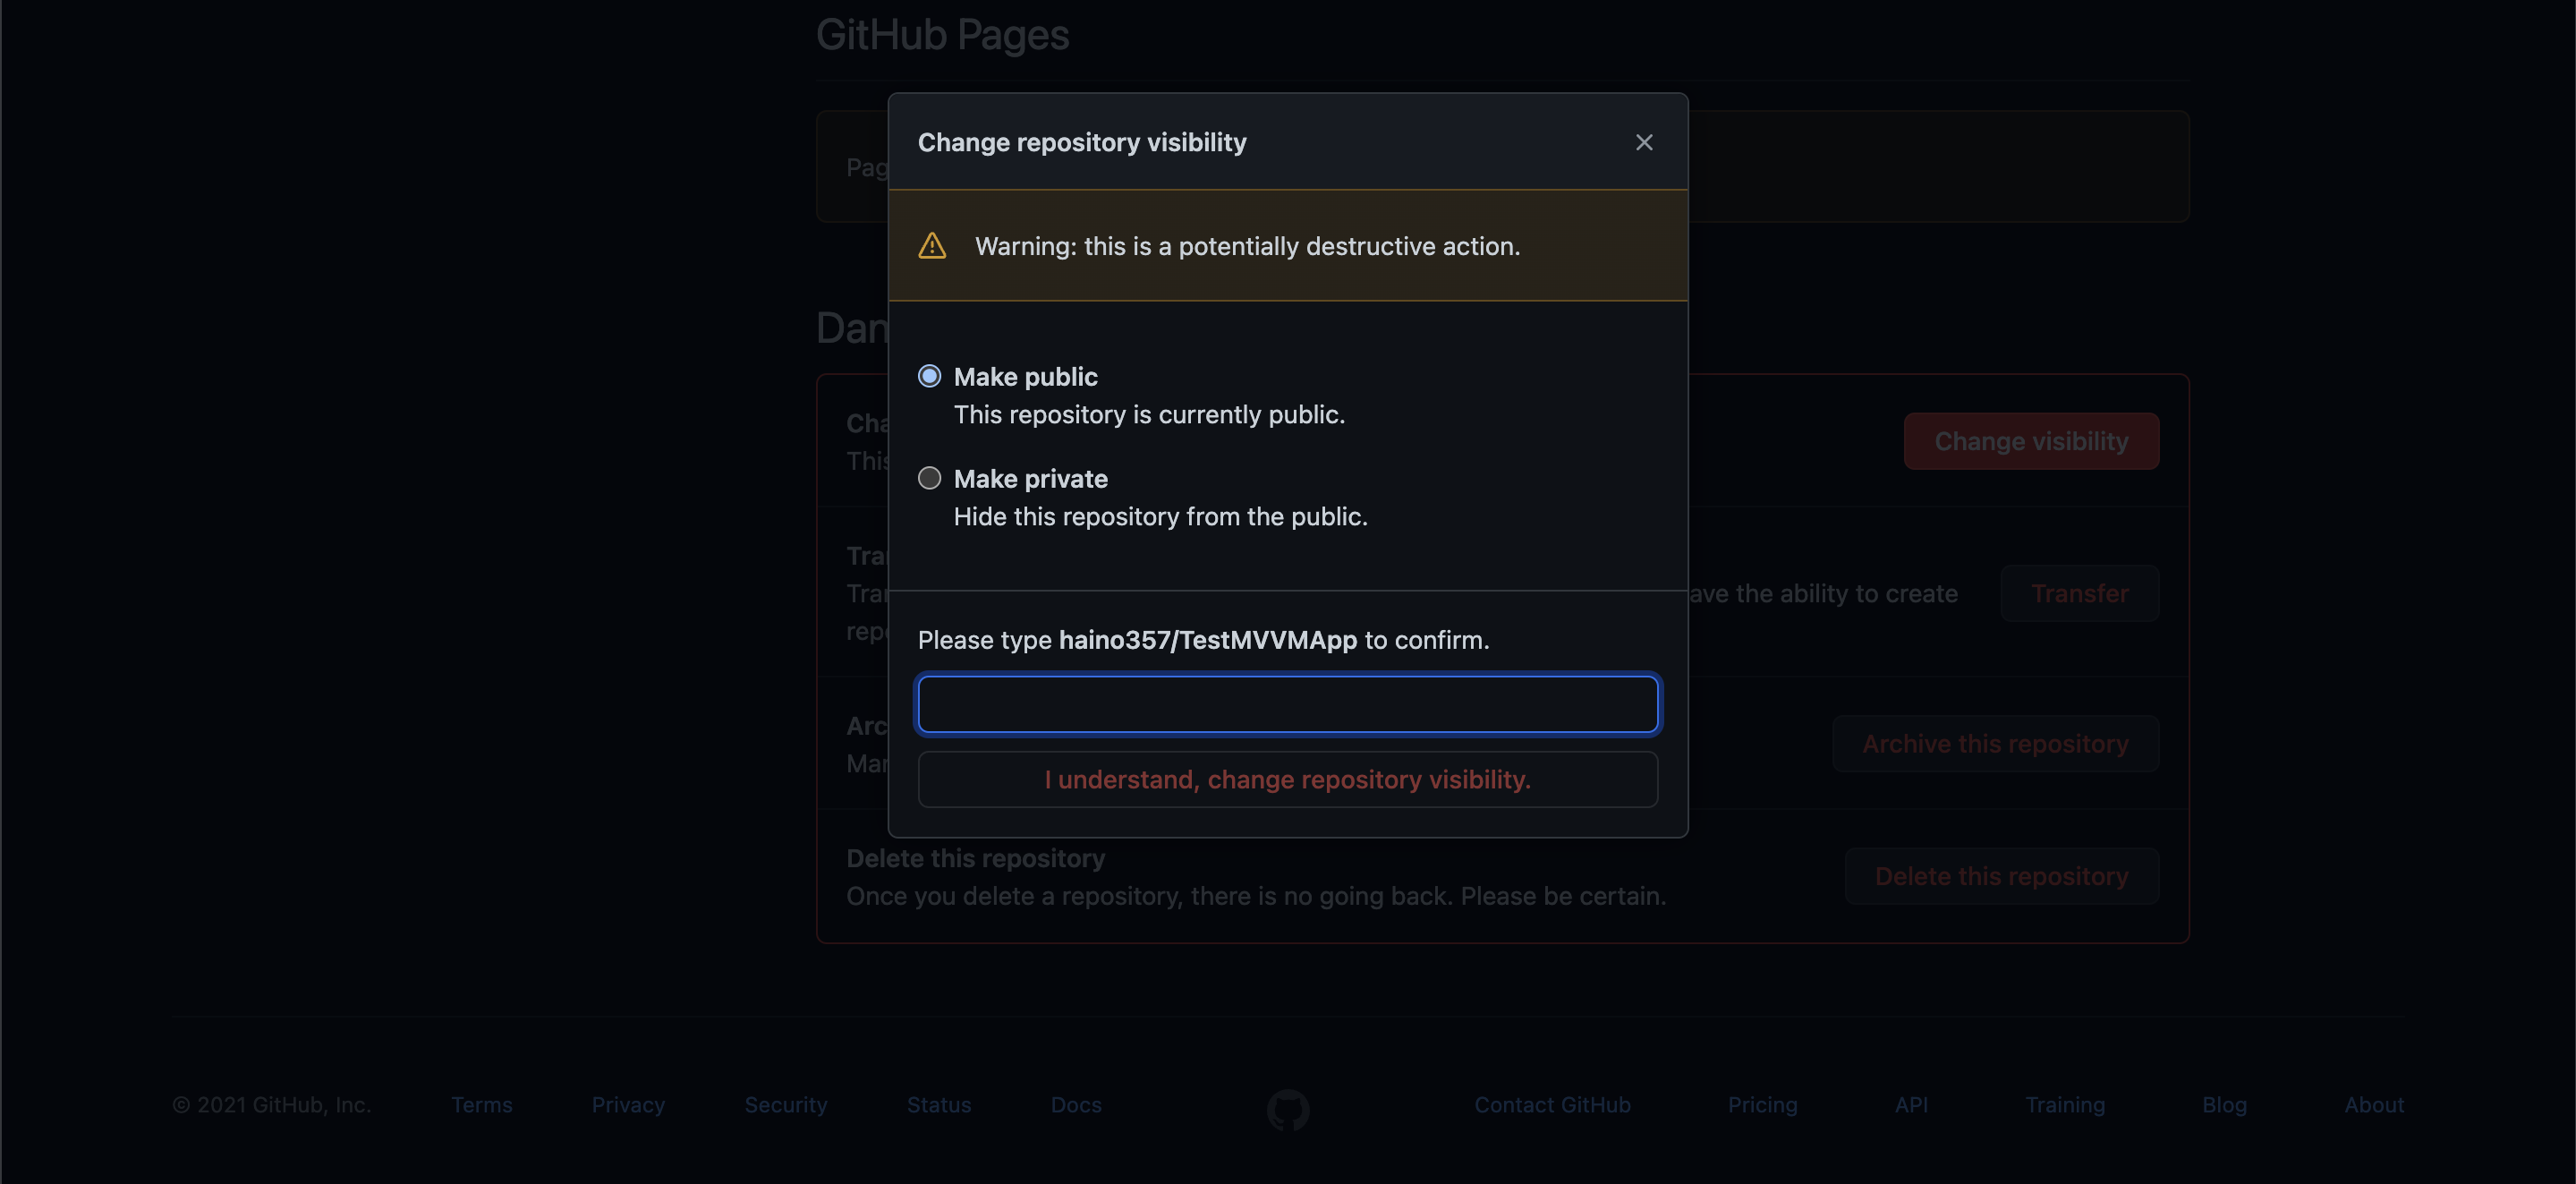 GitHub Pages
Change repository visibility
Pag
Warning: this is a potentially destructive action.
Dan
Make public
This repository is currently public.
Cha
This
Change visibility
Make private
Hide this repository from the public.
Tra
Tran
ave the ability to create
repo
Transfer
Please type haino357/TestMVVMApp to confirm.
Arc
Mar
Archive this repository
I understand, change repository visibility.
Delete this repository
Once you delete a repository, there is no going back. Please be certain.
Delete this repository
© 2021 GitHub, Inc. Terms Privacy Security Status Docs Contact GitHub Pricing API Training Blog About